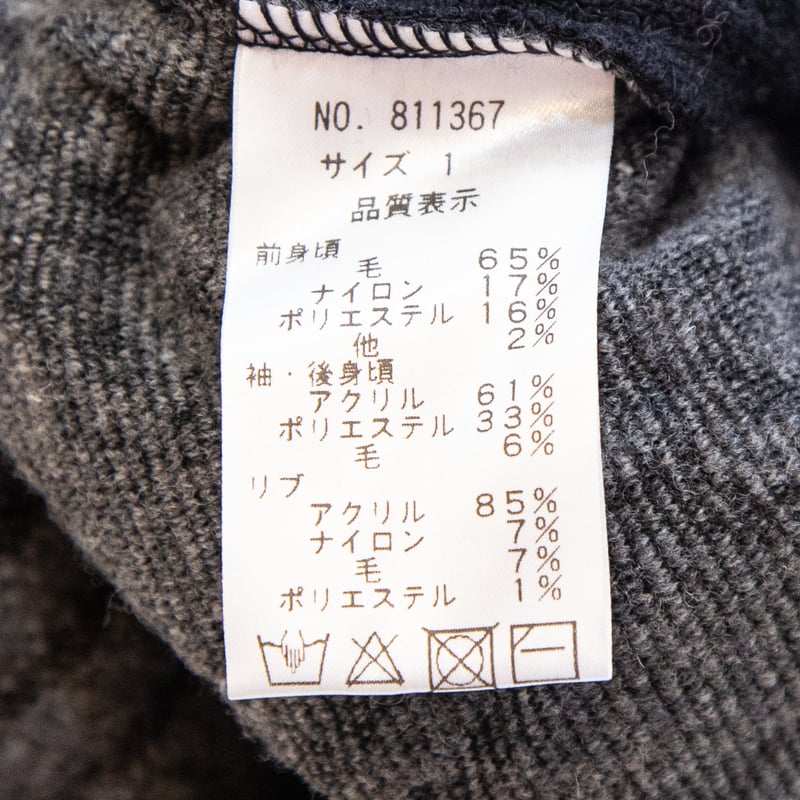 NO. 811367
サイズ 1
品質表示
前身頃
毛 65%
ナイロン 17%
ポリエステル 16%
他 2%
袖・後身頃
アクリル 61%
ポリエステル 33%
毛 6%
リブ
アクリル 85%
ナイロン 7%
毛 7%
ポリエステル 1%